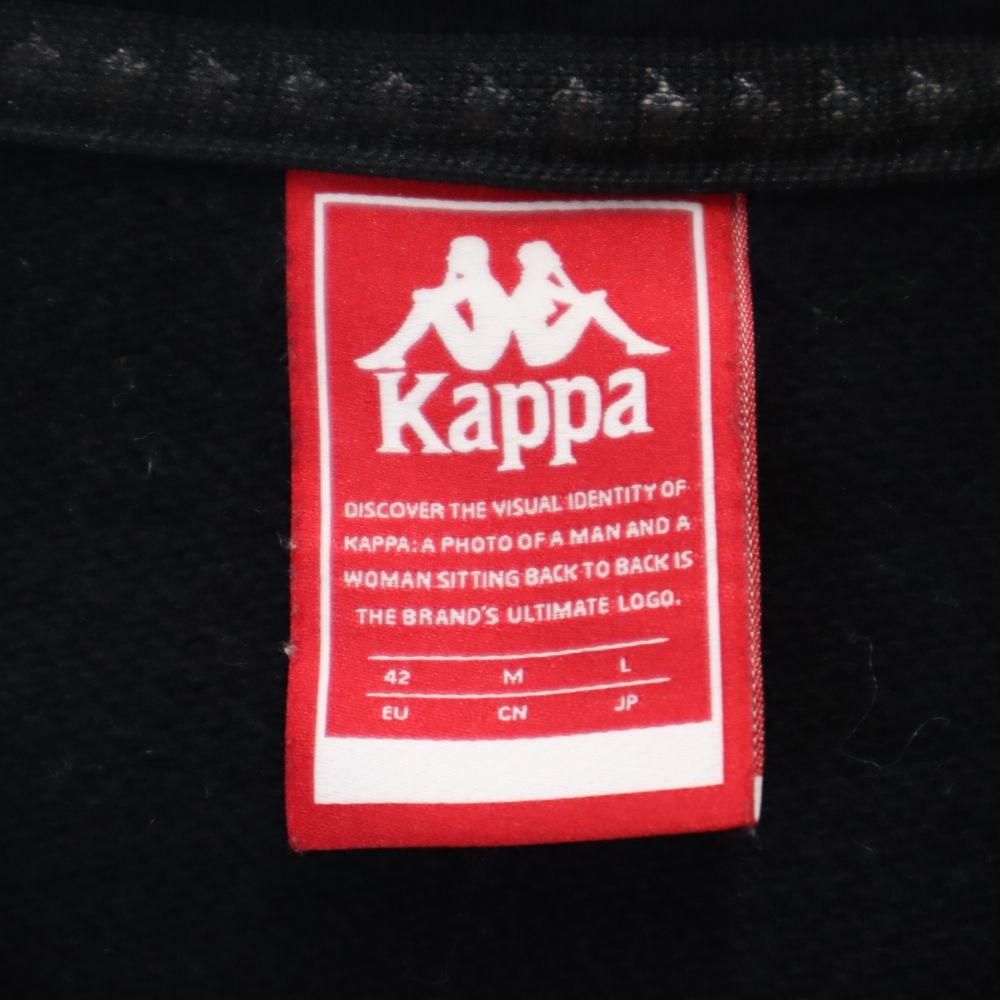 Kappa
DISCOVER THE VISUAL IDENTITY OF
KAPPA: A PHOTO OF A MAN AND A
WOMAN SITTING BACK TO BACK IS
THE BRAND'S ULTIMATE LOGO.
42 M L
EU CN JP